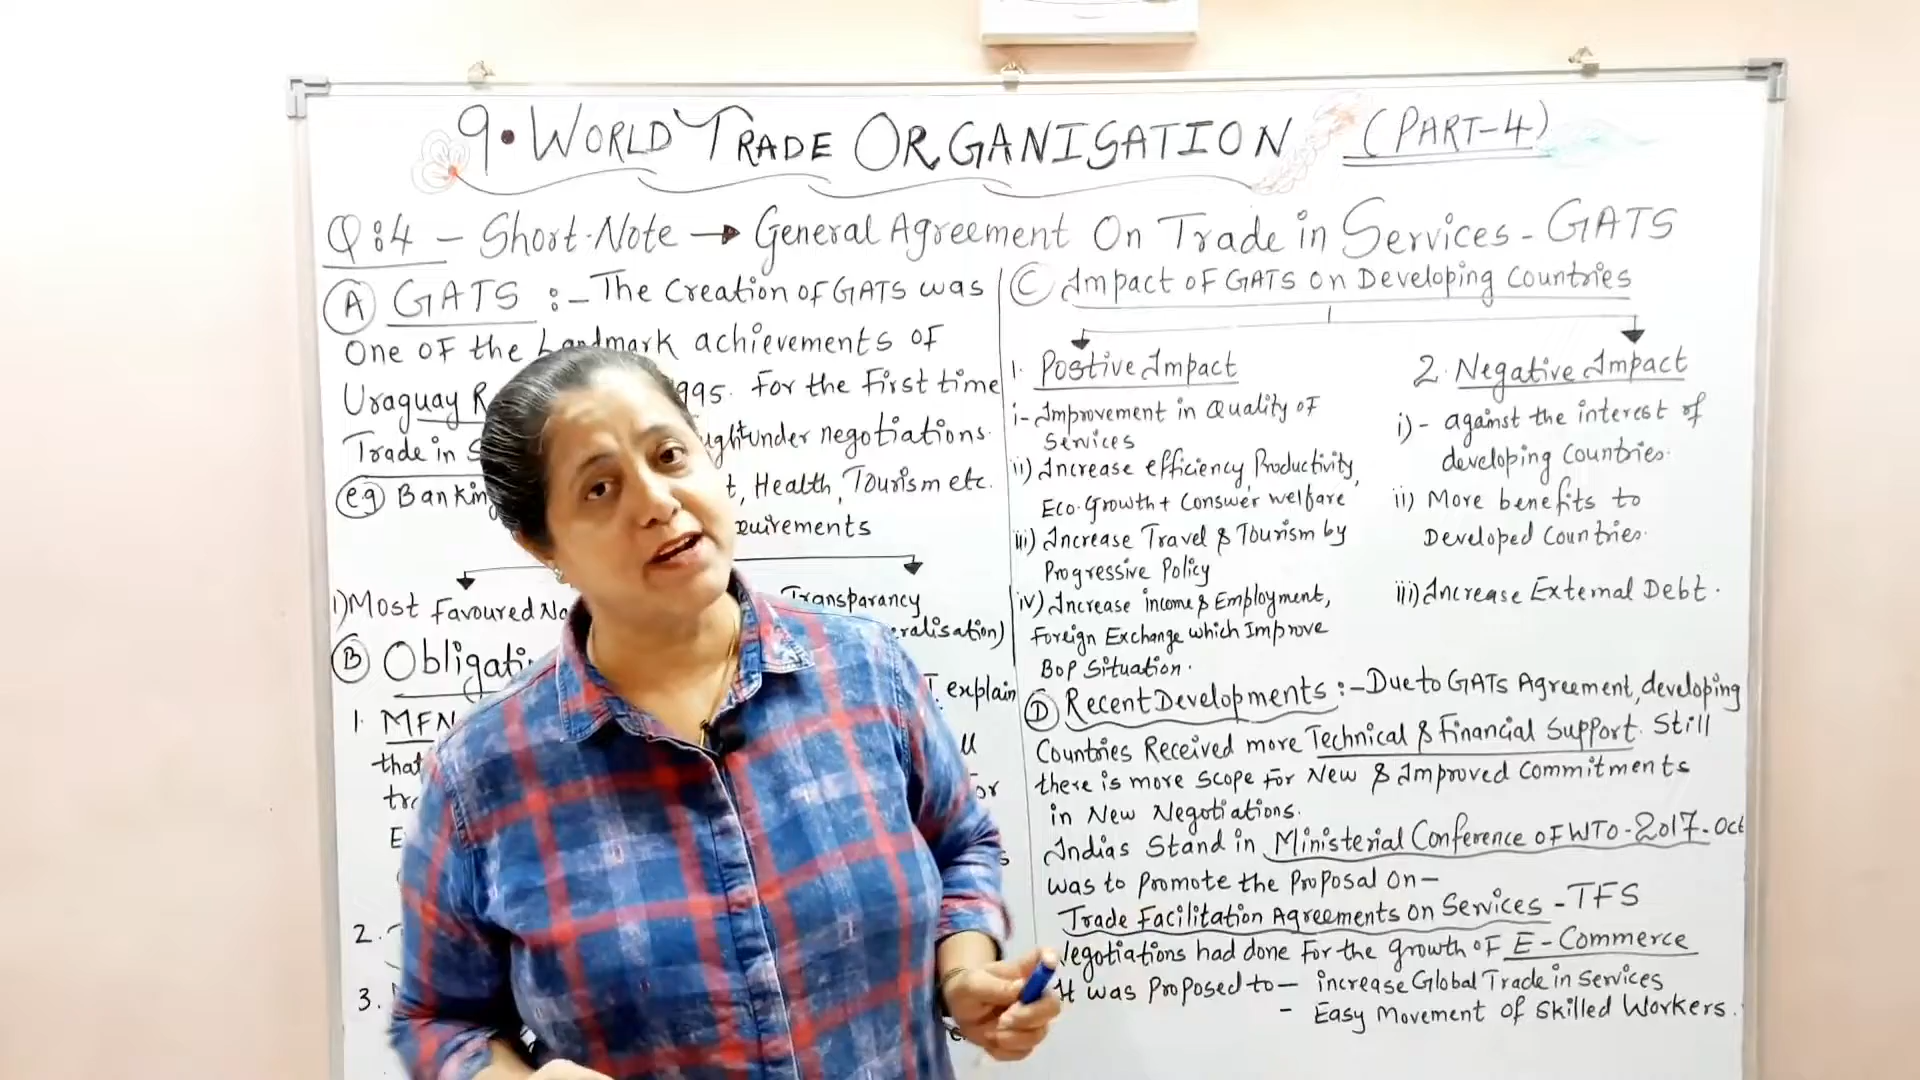 9. WORLD TRADE ORGANISATION (PART-4)
Q:4 - Short-Note → General Agreement On Trade in Services - GATS
A GATS :- The Creation of GATS was
One of the Landmark achievements of
Uraguay 1995. For the First time
Trade in under negotiations.
e.g , Health, Tourism etc.
1) Most Favoured Transparancy
B
explain
1. MFN
that
2.
3.
C Impact of GATS on Developing Countries
1. Postive Impact
i- Improvement in Quality of
Services
ii) Increase efficiency, Productivity,
Eco. Growth + Conswer welfare
iii) Increase Travel & Tourism by
Progressive Policy
iv) Increase income & Employment,
Foreign Exchange which Improve
BOP Situation.
2. Negative Impact
i) - against the interest of
developing Countries.
ii) More benefits to
Developed Countries.
iii) Increase External Debt.
D Recent Developments :- Due to GATs Agreement, developing
Countries Received more Technical & Financial Support. Still
there is more scope for New & Improved Commitments
in New Negotiations.
Indias Stand in Ministerial Conference of WTO-2017-Oct
was to promote the Proposal on-
Trade Facilitation Agreements on Services - TFS
Negotiations had done for the growth of E-Commerce
It was proposed to - increase Global Trade in Services
- Easy Movement of Skilled Workers.